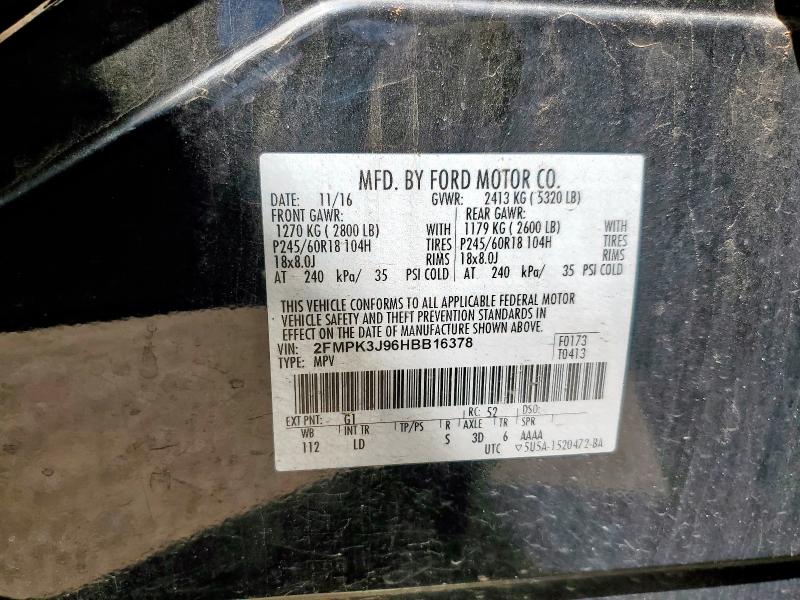 MFD. BY FORD MOTOR CO.
DATE: 11/16 GVWR: 2413 KG ( 5320 LB)
FRONT GAWR: REAR GAWR:
1270 KG ( 2800 LB) WITH 1179 KG ( 2600 LB) WITH
P245/60R18 104H TIRES P245/60R18 104H TIRES
18x8.0J RIMS 18x8.0J RIMS
AT 240 kPa/ 35 PSI COLD AT 240 kPa/ 35 PSI COLD
THIS VEHICLE CONFORMS TO ALL APPLICABLE FEDERAL MOTOR
VEHICLE SAFETY AND THEFT PREVENTION STANDARDS IN
EFFECT ON THE DATE OF MANUFACTURE SHOWN ABOVE.
VIN: 2FMPK3J96HBB16378 F0173
TYPE: MPV T0413
EXT PNT: G1 RC: 52 DSO:
WB INT TR TP/PS R AXLE TR SPR
112 LD S 3D 6 AAAA
UTC ▽5U5A-1520472-BA